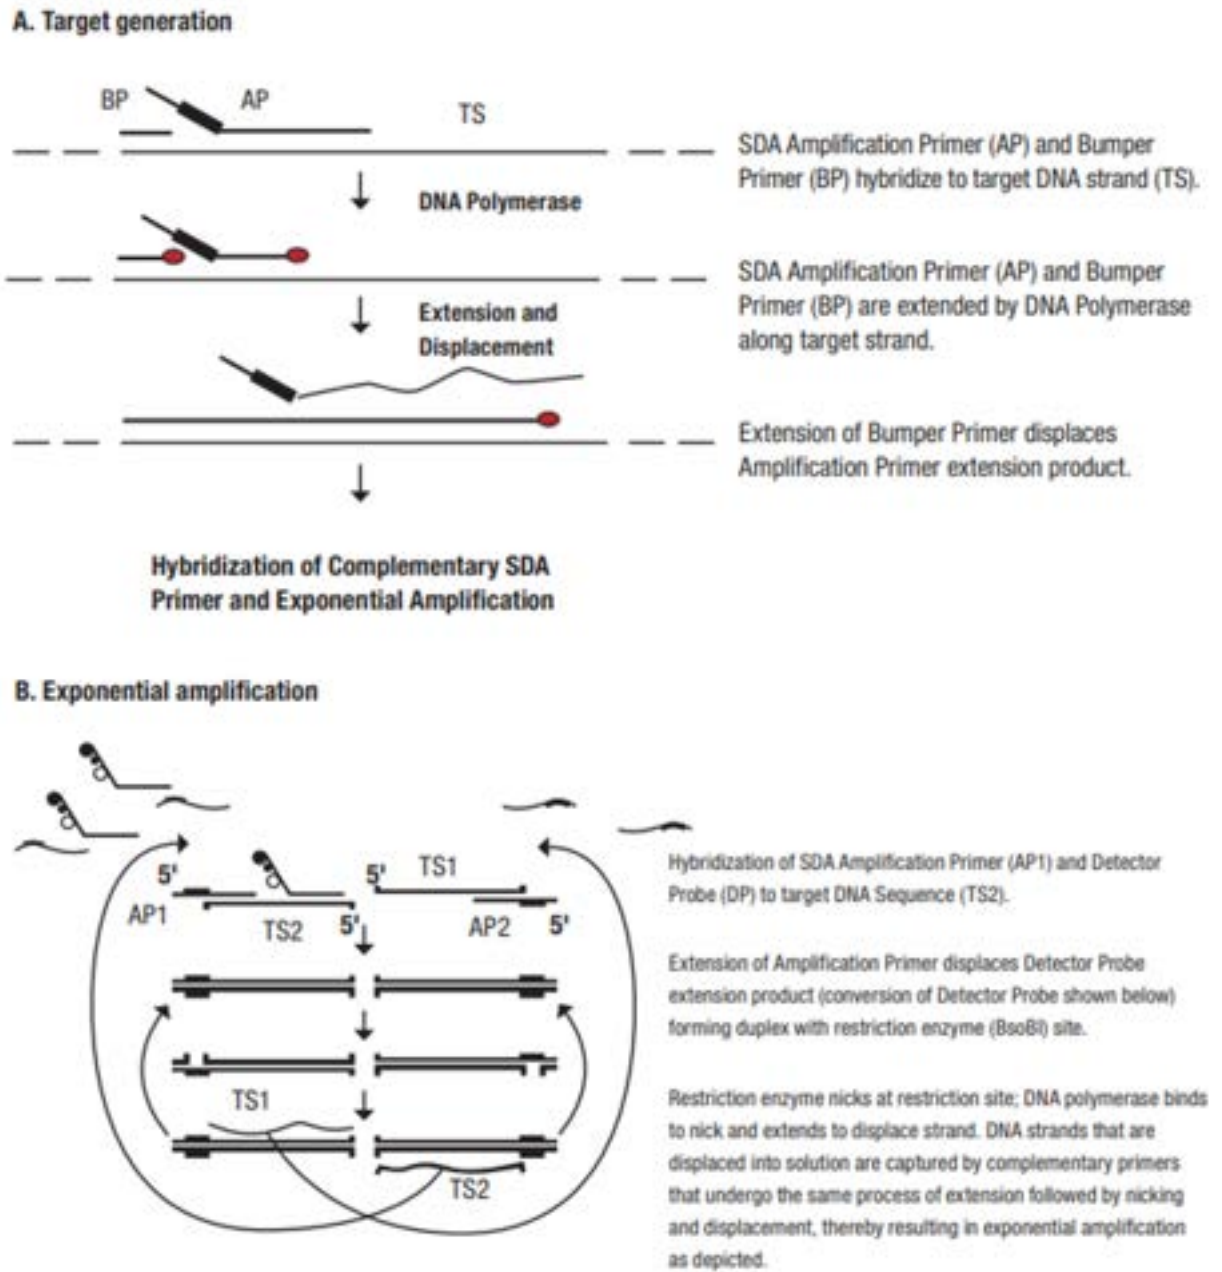 A. Target generation
BP
AP
TS
SDA Amplification Primer (AP) and Bumper
Primer (BP) hybridize to target DNA strand (TS).
DNA Polymerase
SDA Amplification Primer (AP) and Bumper
Primer (BP) are extended by DNA Polymerase
along target strand.
Extension and
Displacement
Extension of Bumper Primer displaces
Amplification Primer extension product.
Hybridization of Complementary SDA
Primer and Exponential Amplification
B. Exponential amplification
5'
5'
TS1
AP1
TS2
5'
AP2
5'
Hybridization of SDA Amplification Primer (AP1) and Detector
Probe (DP) to target DNA Sequence (TS2).
Extension of Amplification Primer displaces Detector Probe
extension product (conversion of Detector Probe shown below)
forming duplex with restriction enzyme (BsoBI) site.
TS1
TS2
Restriction enzyme nicks at restriction site; DNA polymerase binds
to nick and extends to displace strand. DNA strands that are
displaced into solution are captured by complementary primers
that undergo the same process of extension followed by nicking
and displacement, thereby resulting in exponential amplification
as depicted.